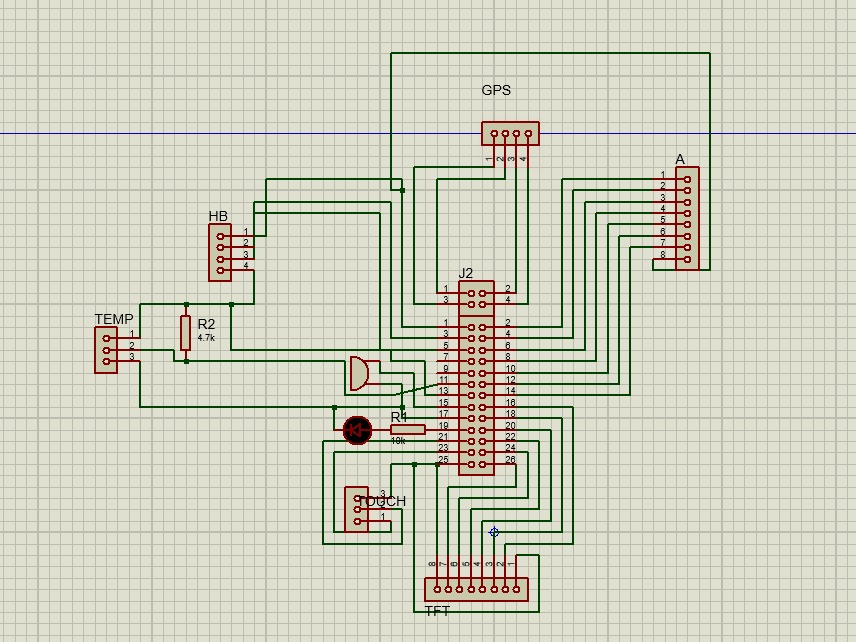 GPS
1 2 3 4
A
1
2
3
4
5
6
7
8
HB
1
2
3
4
J2
1 2
3 4
1 2
3 4
5 6
7 8
9 10
11 12
13 14
15 16
17 18
19 20
21 22
23 24
25 26
TEMP
1
2
3
R2
4.7k
R1
10k
TOUCH
3
1
8 7 6 5 4 3 2 1
TFT